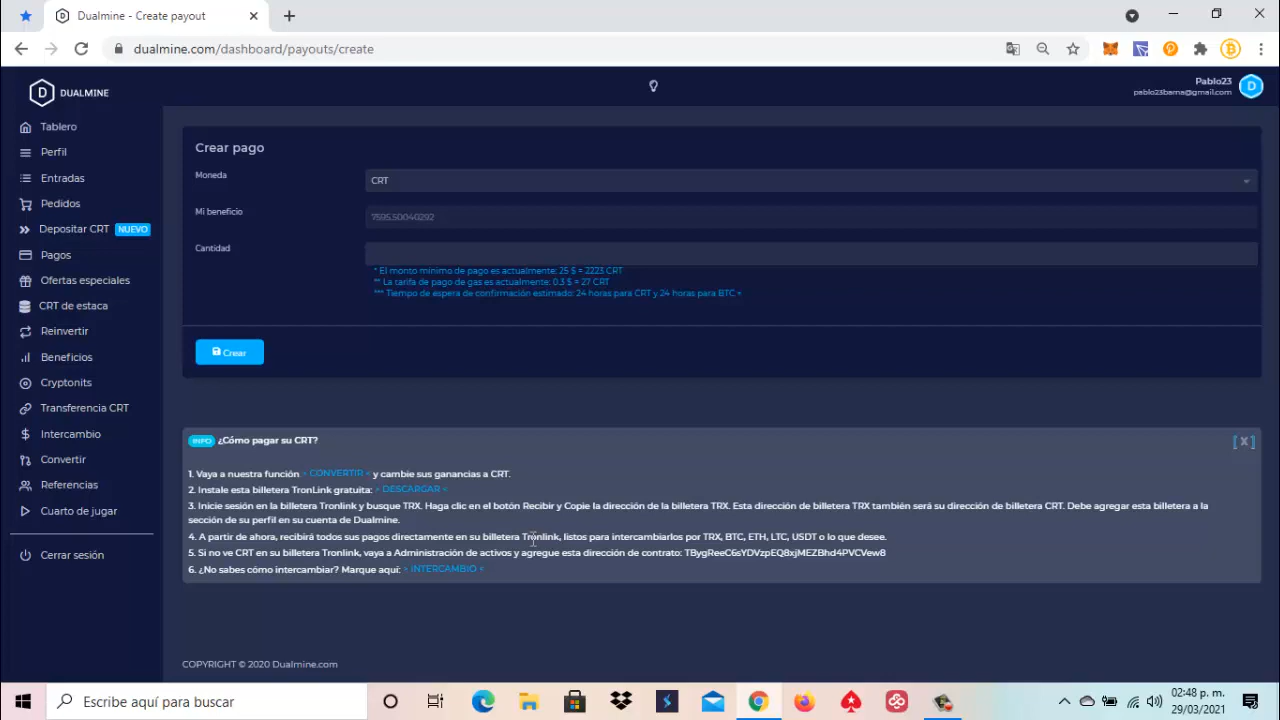 Dualmine - Create payout
dualmine.com/dashboard/payouts/create
D DUALMINE
Pablo23
pablo23bama@gmail.com
D
Tablero
Perfil
Entradas
Pedidos
Depositar CRT NUEVO
Pagos
Ofertas especiales
CRT de estaca
Reinvertir
Beneficios
Cryptonits
Transferencia CRT
Intercambio
Convertir
Referencias
Cuarto de jugar
Cerrar sesión
Crear pago
Moneda
CRT
Mi beneficio
7595.50040292
Cantidad
* El monto mínimo de pago es actualmente: 25 $ = 2223 CRT
** La tarifa de pago de gas es actualmente: 0.3 $ = 27 CRT
*** Tiempo de espera de confirmación estimado: 24 horas para CRT y 24 horas para BTC +
Crear
INFO ¿Cómo pagar su CRT?
[ X ]
1. Vaya a nuestra función > CONVERTIR < y cambie sus ganancias a CRT.
2. Instale esta billetera TronLink gratuita: > DESCARGAR <
3. Inicie sesión en la billetera Tronlink y busque TRX. Haga clic en el botón Recibir y Copie la dirección de la billetera TRX. Esta dirección de billetera TRX también será su dirección de billetera CRT. Debe agregar esta billetera a la
sección de su perfil en su cuenta de Dualmine.
4. A partir de ahora, recibirá todos sus pagos directamente en su billetera Tronlink, listos para intercambiarlos por TRX, BTC, ETH, LTC, USDT o lo que desee.
5. Si no ve CRT en su billetera Tronlink, vaya a Administración de activos y agregue esta dirección de contrato: TBygReeC6sYDVzpEQ8xjMEZBhd4PVCVew8
6. ¿No sabes cómo intercambiar? Marque aquí: > INTERCAMBIO <
COPYRIGHT © 2020 Dualmine.com
Escribe aquí para buscar
02:48 p. m.
29/03/2021